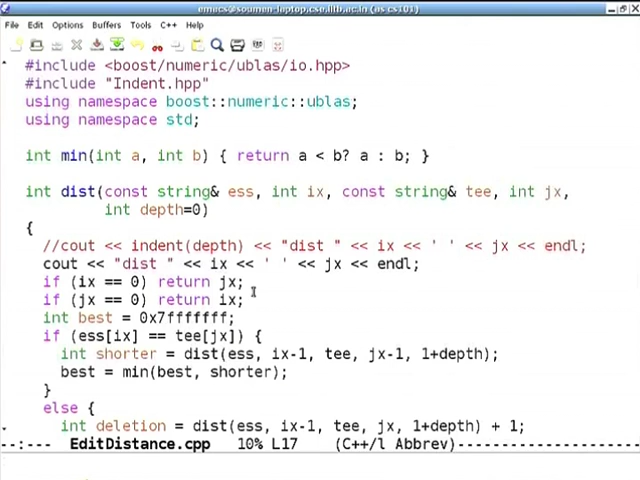 emacs@soumen-laptop.cse.iitb.ac.in (as cs101)
File Edit Options Buffers Tools C++ Help
#include <boost/numeric/ublas/io.hpp>
#include "Indent.hpp"
using namespace boost::numeric::ublas;
using namespace std;
int min(int a, int b) { return a < b? a : b; }
int dist(const string& ess, int ix, const string& tee, int jx,
int depth=0)
{
//cout << indent(depth) << "dist " << ix << ' ' << jx << endl;
cout << "dist " << ix << ' ' << jx << endl;
if (ix == 0) return jx;
if (jx == 0) return ix;
int best = 0x7fffffff;
if (ess[ix] == tee[jx]) {
int shorter = dist(ess, ix-1, tee, jx-1, 1+depth);
best = min(best, shorter);
}
else {
int deletion = dist(ess, ix-1, tee, jx, 1+depth) + 1;
--:--- EditDistance.cpp 10% L17 (C++/l Abbrev)--------------------